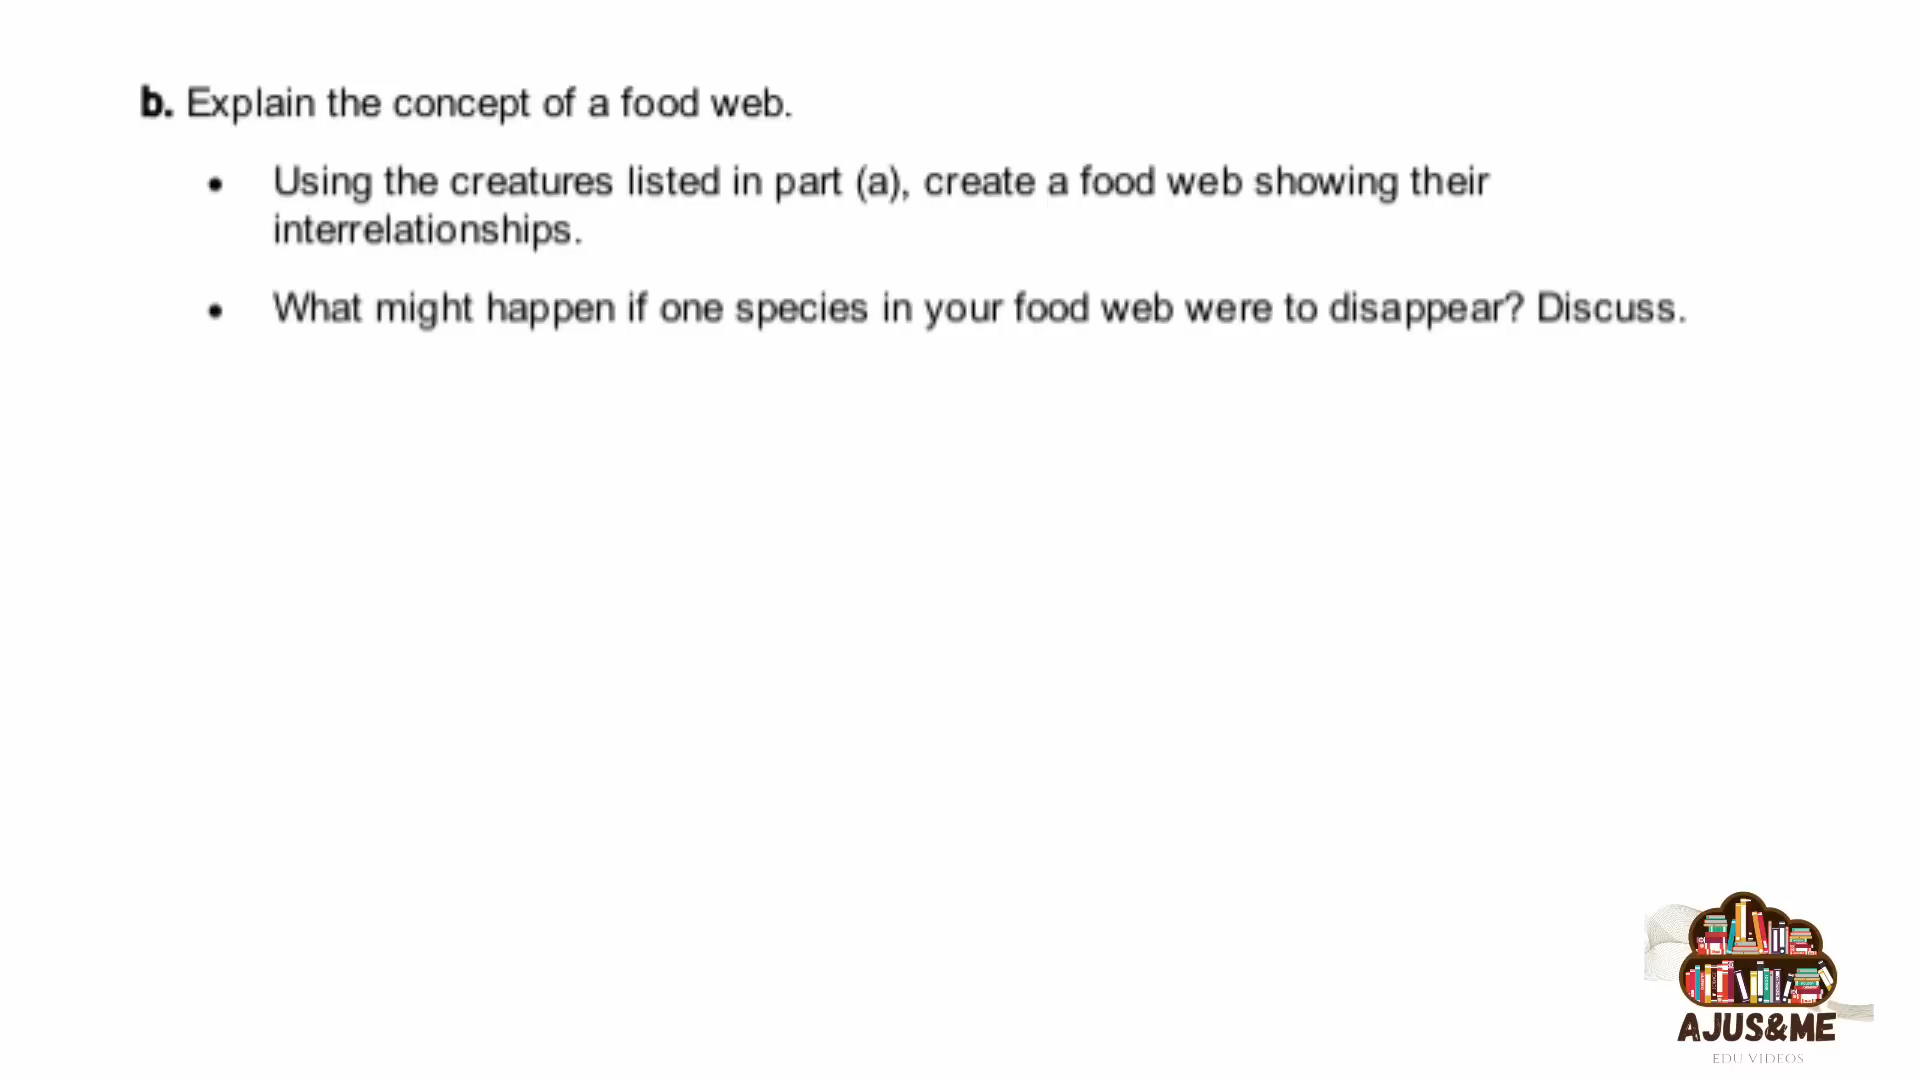 b. Explain the concept of a food web.
• Using the creatures listed in part (a), create a food web showing their
interrelationships.
• What might happen if one species in your food web were to disappear? Discuss.
AJUS&ME
EDU VIDEOS